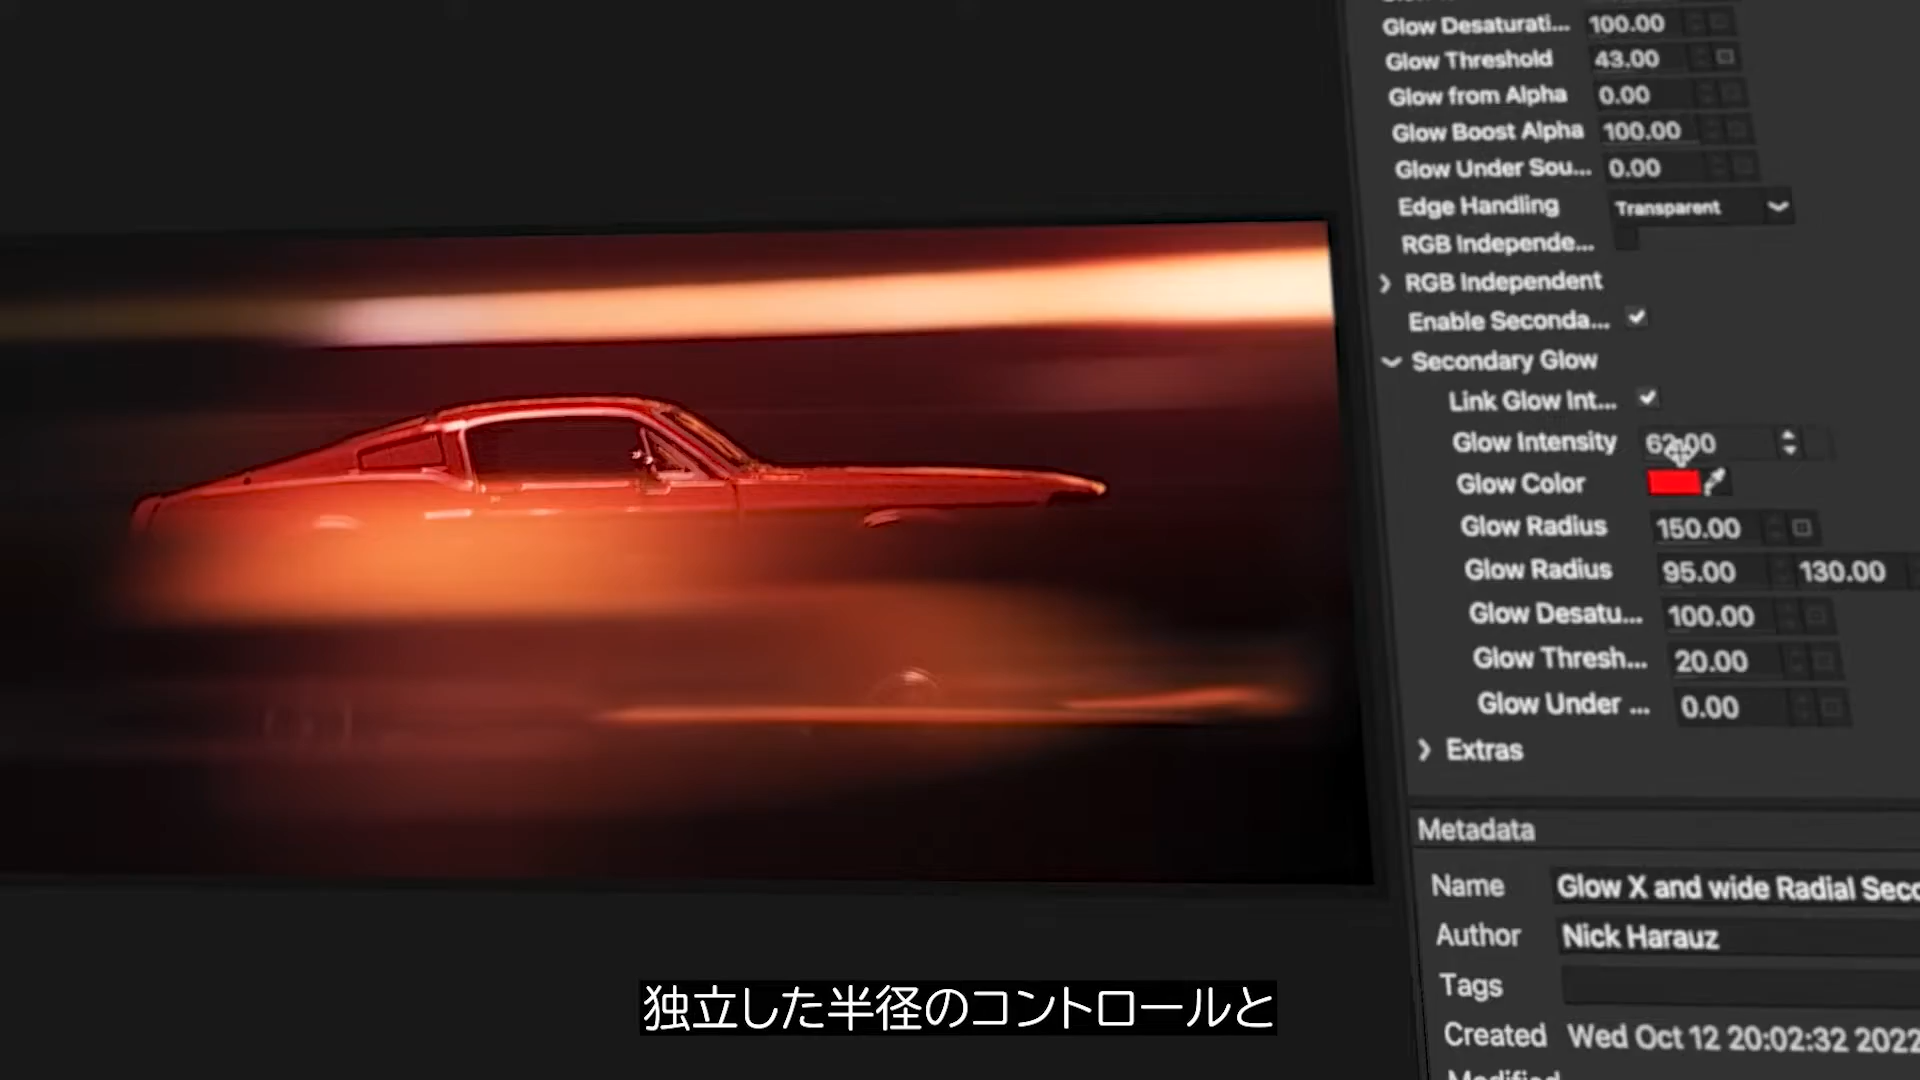 Glow Desaturati... 100.00
Glow Threshold 43.00
Glow from Alpha 0.00
Glow Boost Alpha 100.00
Glow Under Sou... 0.00
Edge Handling Transparent
RGB Independe...
RGB Independent
Enable Seconda...
Secondary Glow
Link Glow Int...
Glow Intensity 62.00
Glow Color
Glow Radius 150.00
Glow Radius 95.00 130.00
Glow Desatu... 100.00
Glow Thresh... 20.00
Glow Under ... 0.00
Extras
Metadata
Name Glow X and wide Radial Seco
Author Nick Harauz
Tags
Created Wed Oct 12 20:02:32 2022
Modified
独立した半径のコントロールと